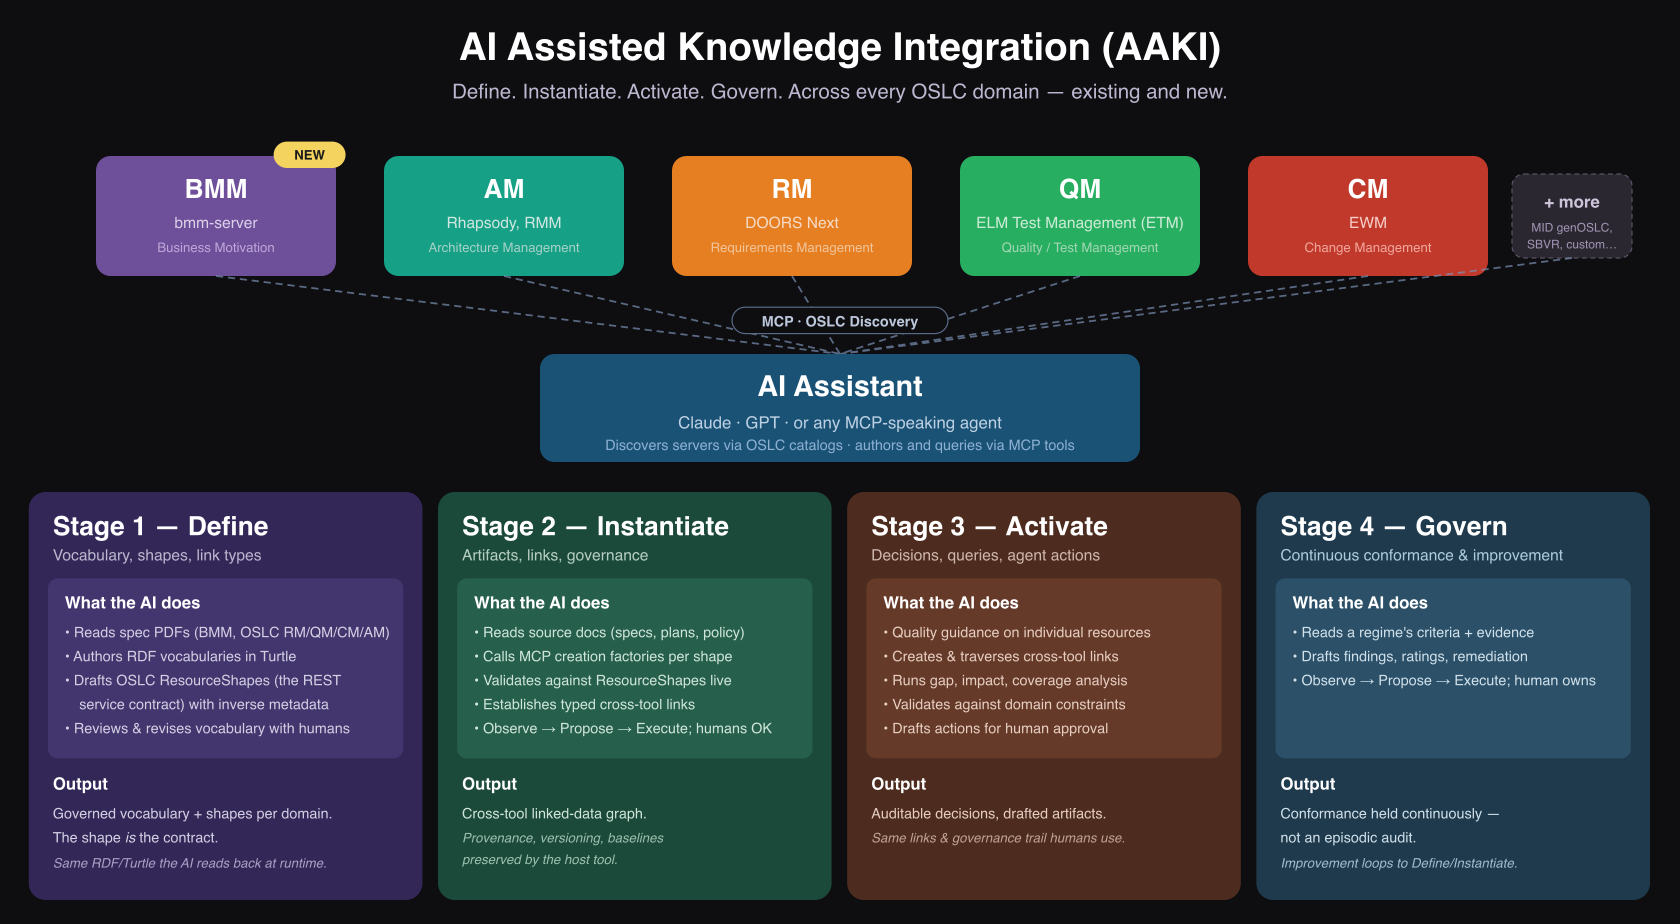 AI Assisted Knowledge Integration (AAKI)
Define. Instantiate. Activate. Govern. Across every OSLC domain — existing and new.
NEW
BMM
bmm-server
Business Motivation
AM
Rhapsody, RMM
Architecture Management
RM
DOORS Next
Requirements Management
QM
ELM Test Management (ETM)
Quality / Test Management
CM
EWM
Change Management
+ more
MID genOSLC,
SBVR, custom…
MCP · OSLC Discovery
AI Assistant
Claude · GPT · or any MCP-speaking agent
Discovers servers via OSLC catalogs · authors and queries via MCP tools
Stage 1 — Define
Vocabulary, shapes, link types
What the AI does
• Reads spec PDFs (BMM, OSLC RM/QM/CM/AM)
• Authors RDF vocabularies in Turtle
• Drafts OSLC ResourceShapes (the REST
service contract) with inverse metadata
• Reviews & revises vocabulary with humans
Output
Governed vocabulary + shapes per domain.
The shape is the contract.
Same RDF/Turtle the AI reads back at runtime.
Stage 2 — Instantiate
Artifacts, links, governance
What the AI does
• Reads source docs (specs, plans, policy)
• Calls MCP creation factories per shape
• Validates against ResourceShapes live
• Establishes typed cross-tool links
• Observe → Propose → Execute; humans OK
Output
Cross-tool linked-data graph.
Provenance, versioning, baselines
preserved by the host tool.
Stage 3 — Activate
Decisions, queries, agent actions
What the AI does
• Quality guidance on individual resources
• Creates & traverses cross-tool links
• Runs gap, impact, coverage analysis
• Validates against domain constraints
• Drafts actions for human approval
Output
Auditable decisions, drafted artifacts.
Same links & governance trail humans use.
Stage 4 — Govern
Continuous conformance & improvement
What the AI does
• Reads a regime's criteria + evidence
• Drafts findings, ratings, remediation
• Observe → Propose → Execute; human owns
Output
Conformance held continuously —
not an episodic audit.
Improvement loops to Define/Instantiate.